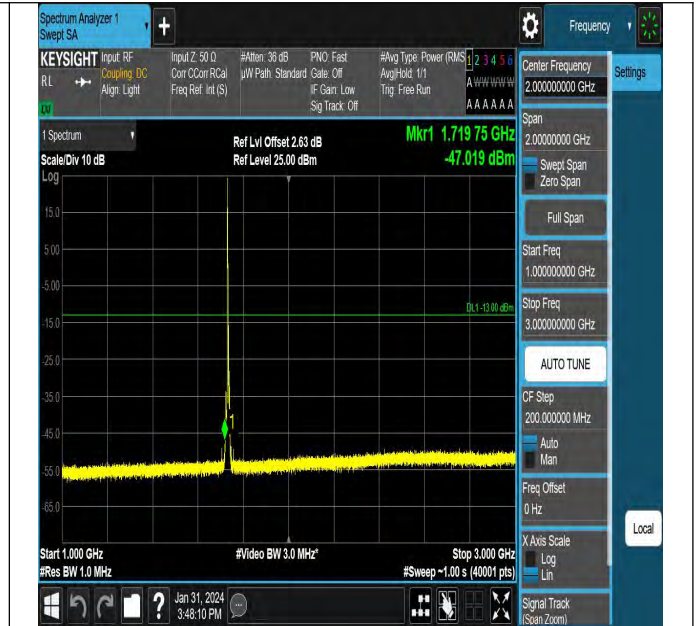 Spectrum Analyzer 1
Swept SA
Frequency
KEYSIGHT
RL
Input: RF
Coupling: DC
Align: Light
Input Z: 50 Ω
Corr CCorr RCal
Freq Ref: Int (S)
#Atten: 36 dB
µW Path: Standard
PNO: Fast
Gate: Off
IF Gain: Low
Sig Track: Off
#Avg Type: Power (RMS
Avg|Hold: 1/1
Trig: Free Run
1 2 3 4 5 6
A W W W W W
A A A A A A
1 Spectrum
Scale/Div 10 dB
Log
Ref Lvl Offset 2.63 dB
Ref Level 25.00 dBm
Mkr1 1.719 75 GHz
-47.019 dBm
15.0
5.00
-5.00
DL1 -13.00 dBm
-15.0
-25.0
-35.0
-45.0
1
-55.0
-65.0
Start 1.000 GHz
#Res BW 1.0 MHz
#Video BW 3.0 MHz*
Stop 3.000 GHz
#Sweep ~1.00 s (40001 pts)
Jan 31, 2024
3:48:10 PM
?
Center Frequency
2.000000000 GHz
Settings
Span
2.00000000 GHz
Swept Span
Zero Span
Full Span
Start Freq
1.000000000 GHz
Stop Freq
3.000000000 GHz
AUTO TUNE
CF Step
200.000000 MHz
Auto
Man
Freq Offset
0 Hz
X Axis Scale
Log
Lin
Local
Signal Track
(Span Zoom)